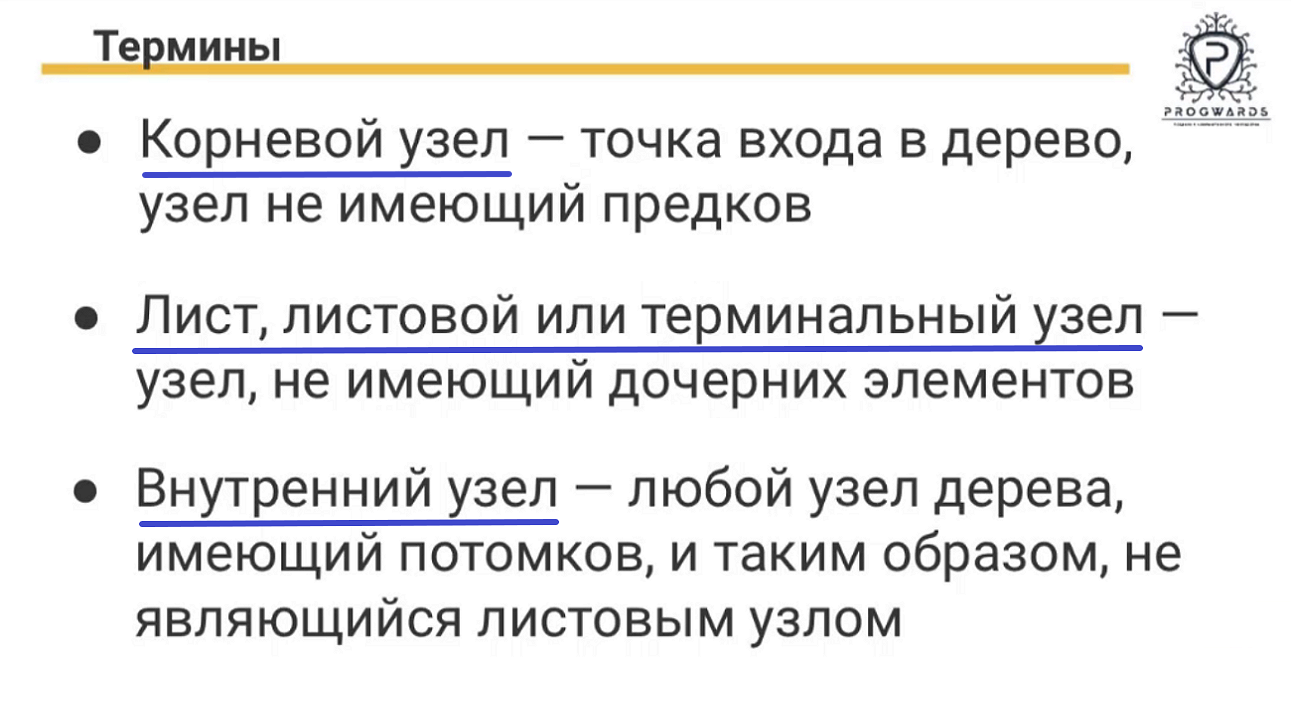 Термины
PROGWARDS
● Корневой узел — точка входа в дерево,
узел не имеющий предков
● Лист, листовой или терминальный узел —
узел, не имеющий дочерних элементов
● Внутренний узел — любой узел дерева,
имеющий потомков, и таким образом, не
являющийся листовым узлом